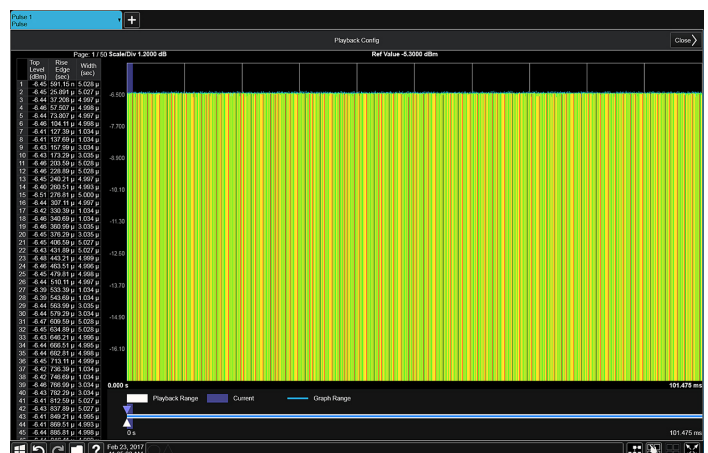 Pulse 1
Pulse
Playback Config
Close
Page: 1 / 50 Scale/Div 1.2000 dB
Ref Value -5.3000 dBm
Top Level (dBm) Rise Edge (sec) Width (sec)
1 -6.45 591.15 n 5.028 µ
2 -6.45 25.891 µ 5.027 µ
3 -6.44 37.208 µ 4.997 µ
4 -6.46 57.507 µ 4.998 µ
5 -6.44 73.807 µ 4.997 µ
6 -6.46 104.11 µ 4.998 µ
7 -6.41 127.39 µ 1.034 µ
8 -6.41 137.69 µ 1.034 µ
9 -6.43 157.99 µ 3.034 µ
10 -6.43 173.29 µ 3.035 µ
11 -6.46 203.59 µ 5.028 µ
12 -6.46 228.89 µ 5.028 µ
13 -6.45 240.21 µ 4.997 µ
14 -6.40 260.51 µ 4.993 µ
15 -6.51 276.81 µ 5.000 µ
16 -6.44 307.11 µ 4.997 µ
17 -6.42 330.39 µ 1.034 µ
18 -6.46 340.69 µ 1.034 µ
19 -6.46 360.99 µ 3.035 µ
20 -6.45 376.29 µ 3.035 µ
21 -6.45 406.59 µ 5.027 µ
22 -6.43 431.89 µ 5.027 µ
23 -6.48 443.21 µ 4.999 µ
24 -6.46 463.51 µ 4.996 µ
25 -6.45 479.81 µ 4.998 µ
26 -6.44 510.11 µ 4.997 µ
27 -6.39 533.39 µ 1.034 µ
28 -6.39 543.69 µ 1.034 µ
29 -6.44 563.99 µ 3.034 µ
30 -6.44 579.29 µ 3.034 µ
31 -6.47 609.59 µ 5.028 µ
32 -6.45 634.89 µ 5.028 µ
33 -6.43 646.21 µ 4.996 µ
34 -6.44 666.51 µ 4.995 µ
35 -6.44 682.81 µ 4.998 µ
36 -6.45 713.11 µ 4.999 µ
37 -6.42 736.39 µ 1.034 µ
38 -6.42 746.69 µ 1.034 µ
39 -6.46 766.99 µ 3.034 µ
40 -6.43 782.29 µ 3.034 µ
41 -6.41 812.59 µ 5.027 µ
42 -6.43 837.89 µ 5.027 µ
43 -6.41 849.21 µ 4.995 µ
44 -6.41 869.51 µ 4.993 µ
45 -6.44 885.81 µ 4.998 µ
-6.500
-7.700
-8.900
-10.10
-11.30
-12.50
-13.70
-14.90
-16.10
0.000 s
101.475 ms
Playback Range
Current
Graph Range
0 s
101.475 ms
?
Feb 23, 2017